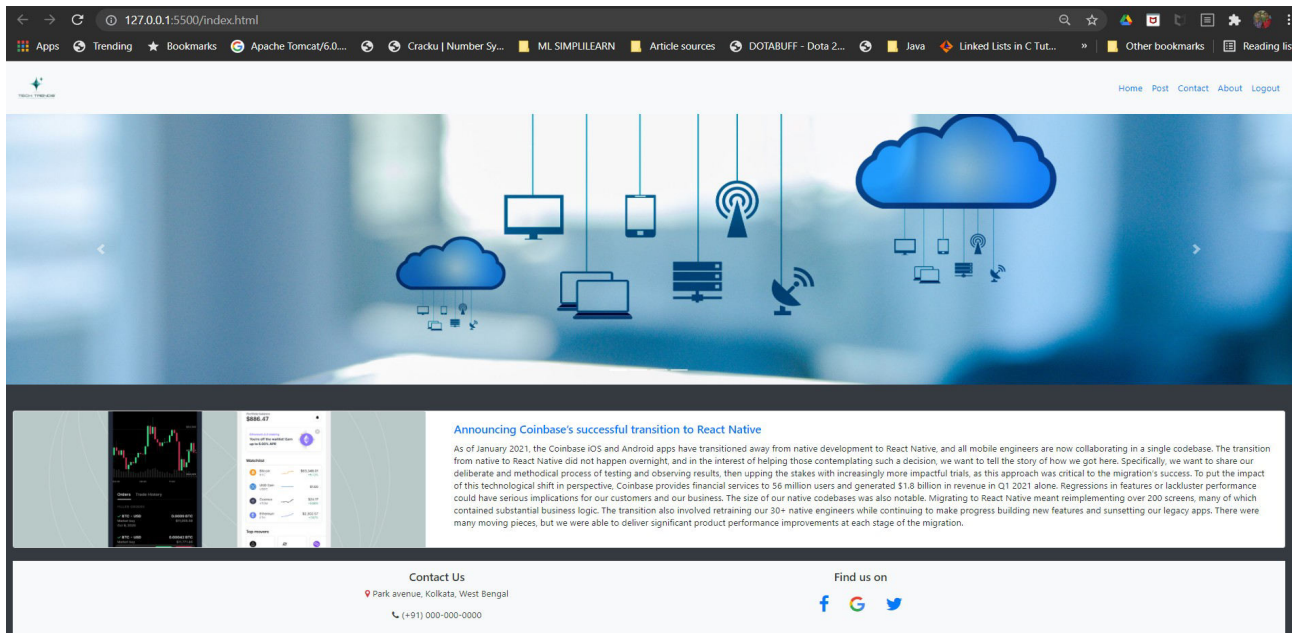 127.0.0.1:5500/index.html
Apps Trending Bookmarks Apache Tomcat/6.0.... Cracku | Number Sy... ML SIMPLILEARN Article sources DOTABUFF - Dota 2... Java Linked Lists in C Tut... » Other bookmarks Reading lis
TECH TRENDS
Home Post Contact About Logout
$886.47
Watchlist
Orders Trade History
Top movers
Announcing Coinbase's successful transition to React Native
As of January 2021, the Coinbase iOS and Android apps have transitioned away from native development to React Native, and all mobile engineers are now collaborating in a single codebase. The transition
from native to React Native did not happen overnight, and in the interest of helping those contemplating such a decision, we want to tell the story of how we got here. Specifically, we want to share our
deliberate and methodical process of testing and observing results, then upping the stakes with increasingly more impactful trials, as this approach was critical to the migration's success. To put the impact
of this technological shift in perspective, Coinbase provides financial services to 56 million users and generated $1.8 billion in revenue in Q1 2021 alone. Regressions in features or lackluster performance
could have serious implications for our customers and our business. The size of our native codebases was also notable. Migrating to React Native meant reimplementing over 200 screens, many of which
contained substantial business logic. The transition also involved retraining our 30+ native engineers while continuing to make progress building new features and sunsetting our legacy apps. There were
many moving pieces, but we were able to deliver significant product performance improvements at each stage of the migration.
Contact Us
Park avenue, Kolkata, West Bengal
(+91) 000-000-0000
Find us on